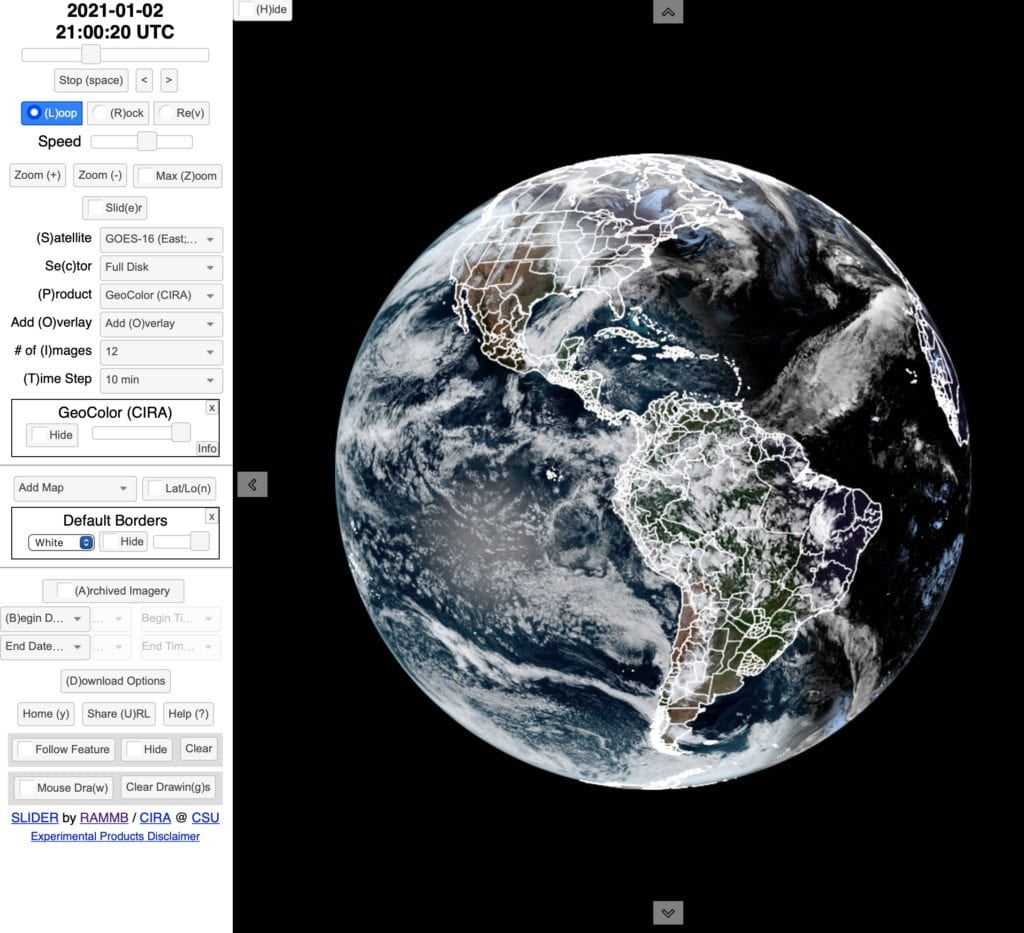 2021-01-02
21:00:20 UTC
(H)ide
Stop (space) < >
(L)oop (R)ock Re(v)
Speed
Zoom (+) Zoom (-) Max (Z)oom
Slid(e)r
(S)atellite GOES-16 (East;...
Se(c)tor Full Disk
(P)roduct GeoColor (CIRA)
Add (O)verlay Add (O)verlay
# of (I)mages 12
(T)ime Step 10 min
GeoColor (CIRA) x
Hide
Info
Add Map Lat/Lo(n)
Default Borders x
White Hide
(A)rchived Imagery
(B)egin D... ... Begin Ti...
End Date... ... End Tim...
(D)ownload Options
Home (y) Share (U)RL Help (?)
Follow Feature Hide Clear
Mouse Dra(w) Clear Drawin(g)s
SLIDER by RAMMB / CIRA @ CSU
Experimental Products Disclaimer